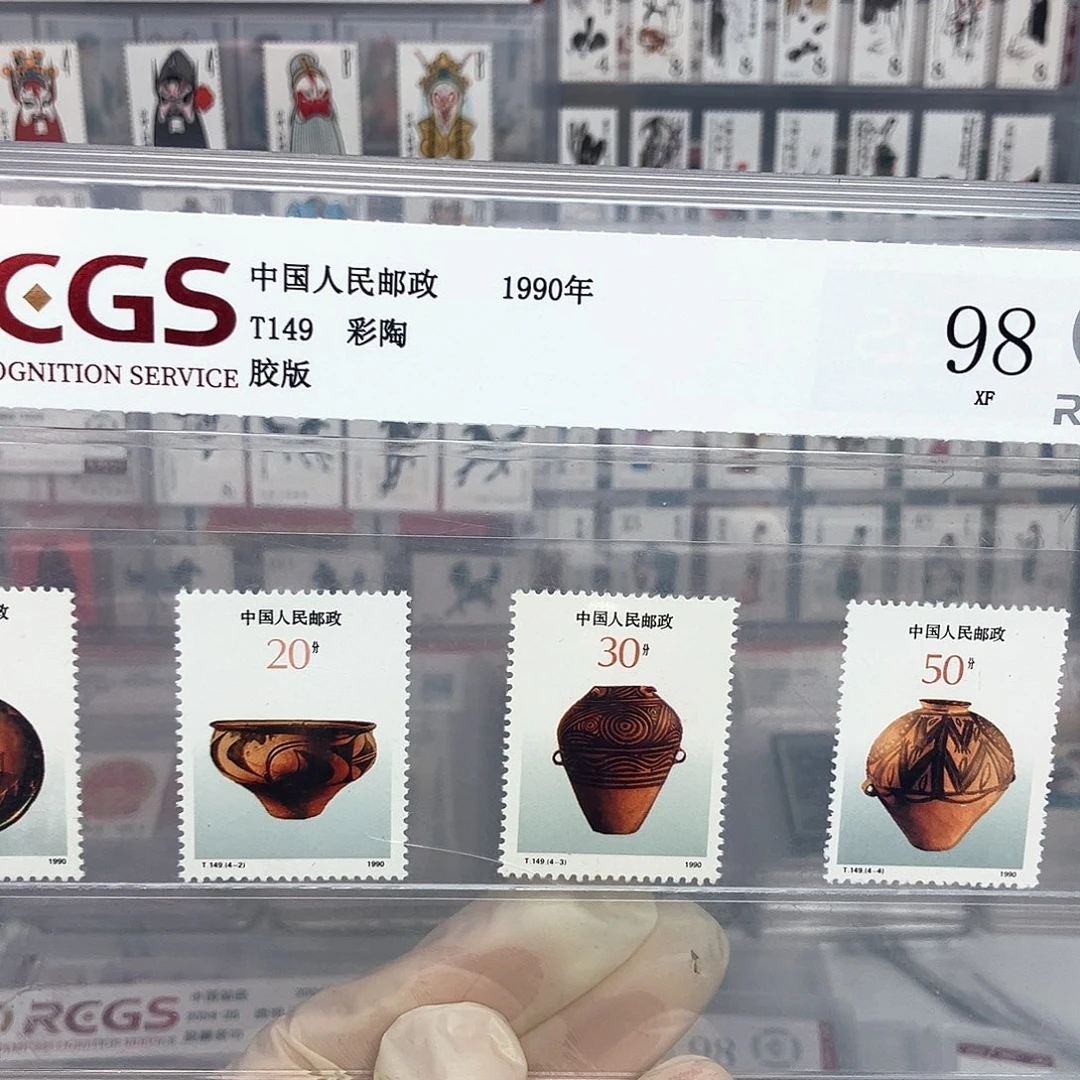 CGS
OGNITION SERVICE
中国人民邮政 1990年
T149 彩陶
胶版
98
XF
R
政
1990
中国人民邮政
20分
T.149.(4-2) 1990
中国人民邮政
30分
T.149.(4-3) 1990
中国人民邮政
50分
T.149.(4-4) 1990
RCGS
98